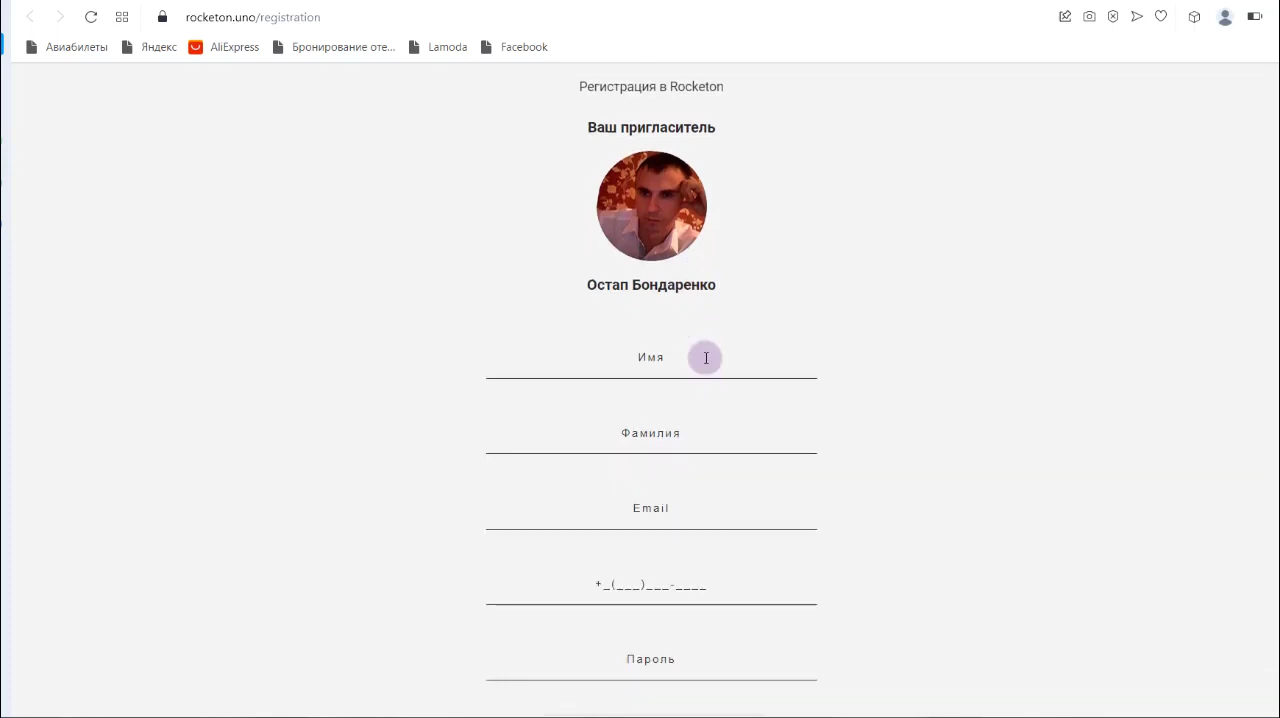 rocketon.uno/registration
Авиабилеты Яндекс AliExpress Бронирование оте... Lamoda Facebook
Регистрация в Rocketon
Ваш пригласитель
Остап Бондаренко
Имя
Фамилия
Email
+_(___)___-____
Пароль